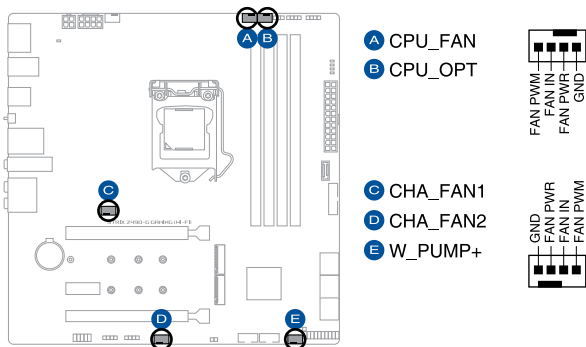 A CPU_FAN
B CPU_OPT
A B
FAN PWM
FAN IN
FAN PWR
GND
C
C CHA_FAN1
D CHA_FAN2
E W_PUMP+
GND
FAN PWR
FAN IN
FAN PWM
D E